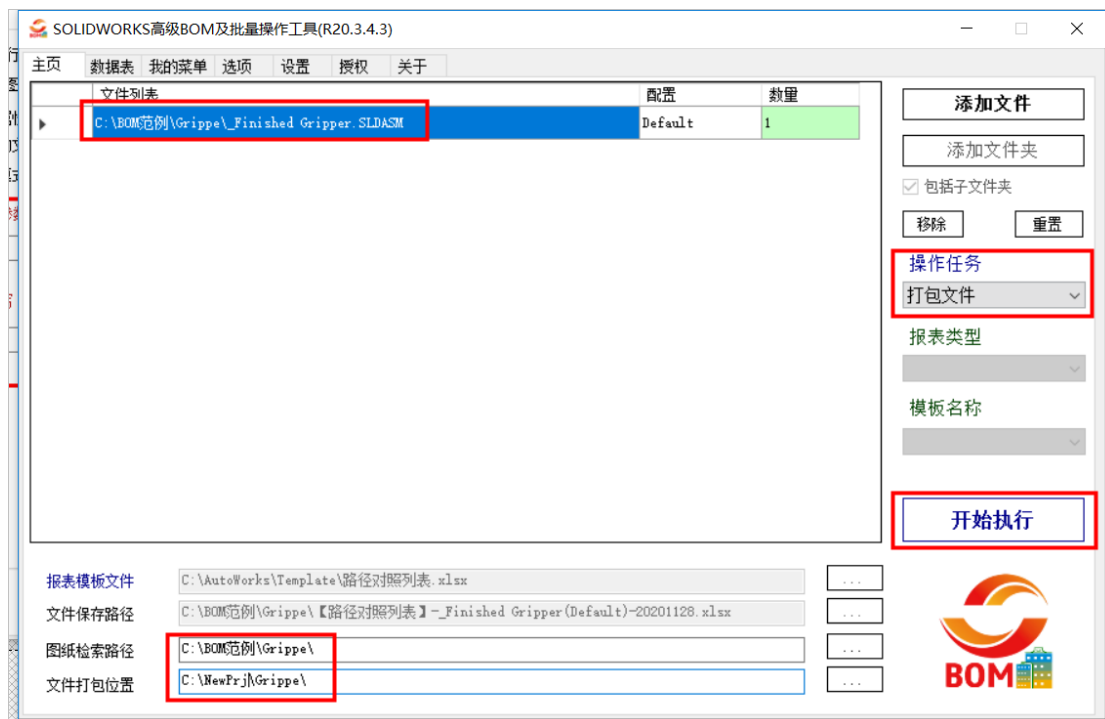 SOLIDWORKS高级BOM及批量操作工具(R20.3.4.3)
主页 数据表 我的菜单 选项 设置 授权 关于
文件列表 配置 数量
C:\BOM范例\Grippe\_Finished Gripper.SLDASM Default 1
添加文件
添加文件夹
包括子文件夹
移除 重置
操作任务
打包文件
报表类型
模板名称
开始执行
报表模板文件 C:\AutoWorks\Template\路径对照列表.xlsx ...
文件保存路径 C:\BOM范例\Grippe\【路径对照列表】-_Finished Gripper(Default)-20201128.xlsx ...
图纸检索路径 C:\BOM范例\Grippe\ ...
文件打包位置 C:\NewPrj\Grippe\ ...
BOM